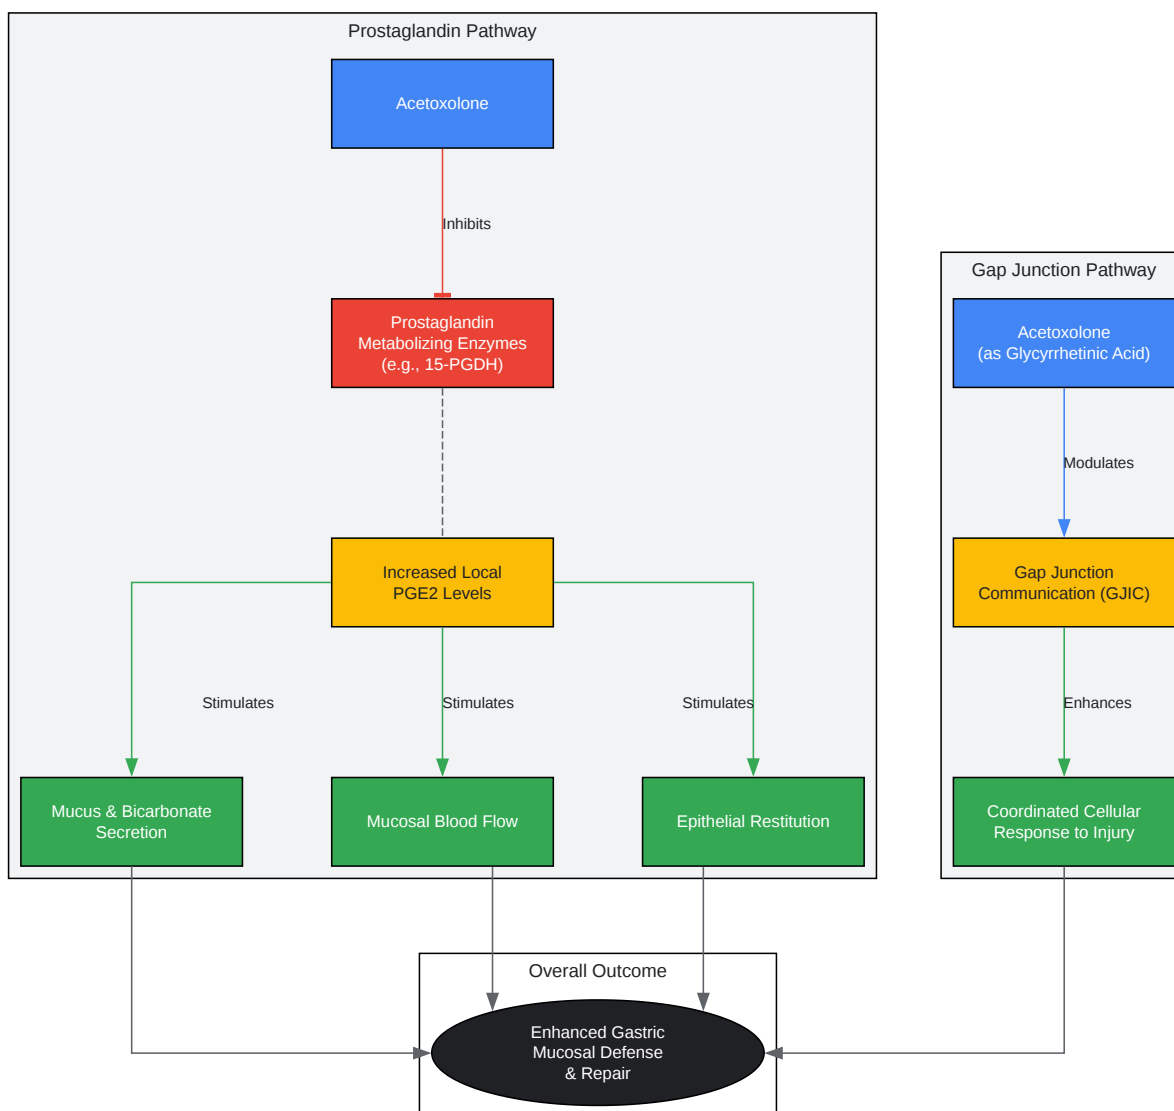 Prostaglandin Pathway
Acetoxolone
Inhibits
Prostaglandin
Metabolizing Enzymes
(e.g., 15-PGDH)
Increased Local
PGE2 Levels
Stimulates
Stimulates
Stimulates
Mucus & Bicarbonate
Secretion
Mucosal Blood Flow
Epithelial Restitution
Gap Junction Pathway
Acetoxolone
(as Glycyrrhetinic Acid)
Modulates
Gap Junction
Communication (GJIC)
Enhances
Coordinated Cellular
Response to Injury
Overall Outcome
Enhanced Gastric
Mucosal Defense
& Repair